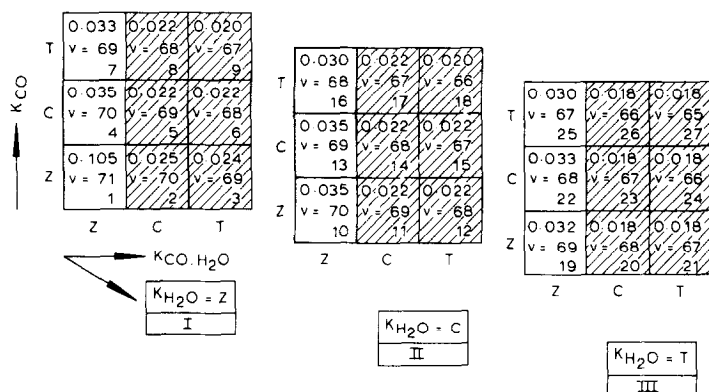 0.033 0.022 0.020
T ν = 69 ν = 68 ν = 67
7 8 9
0.035 0.022 0.022
C ν = 70 ν = 69 ν = 68
4 5 6
0.105 0.025 0.024
Z ν = 71 ν = 70 ν = 69
1 2 3
Z C T
K CO
K CO.H2O
K H2O = Z
I
0.030 0.022 0.020
T ν = 68 ν = 67 ν = 66
16 17 18
0.035 0.022 0.022
C ν = 69 ν = 68 ν = 67
13 14 15
0.035 0.022 0.022
Z ν = 70 ν = 69 ν = 68
10 11 12
Z C T
K H2O = C
II
0.030 0.018 0.018
T ν = 67 ν = 66 ν = 65
25 26 27
0.033 0.018 0.018
C ν = 68 ν = 67 ν = 66
22 23 24
0.032 0.018 0.018
Z ν = 69 ν = 68 ν = 67
19 20 21
Z C T
K H2O = T
III